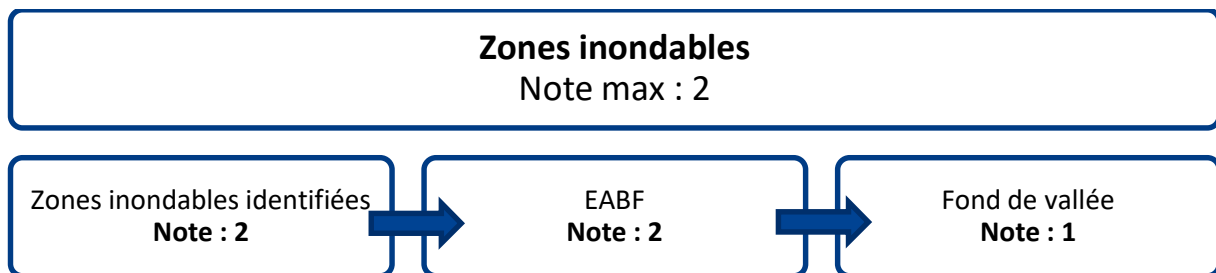 Zones inondables
Note max : 2
Zones inondables identifiées
Note : 2
EABF
Note : 2
Fond de vallée
Note : 1